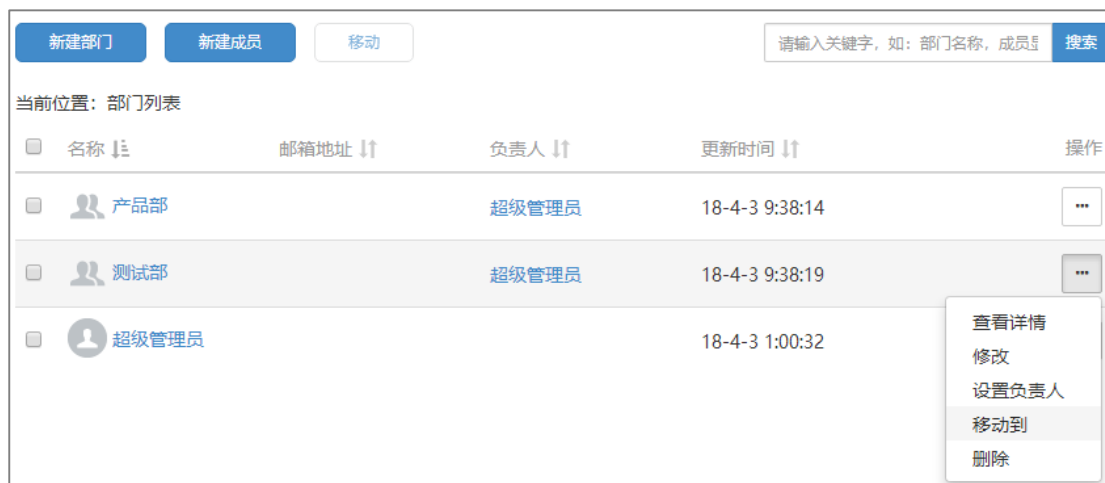 新建部门 新建成员 移动 请输入关键字，如：部门名称，成员显 搜索
当前位置：部门列表
名称 邮箱地址 负责人 更新时间 操作
产品部 超级管理员 18-4-3 9:38:14 ...
测试部 超级管理员 18-4-3 9:38:19 ...
超级管理员 18-4-3 1:00:32
查看详情
修改
设置负责人
移动到
删除